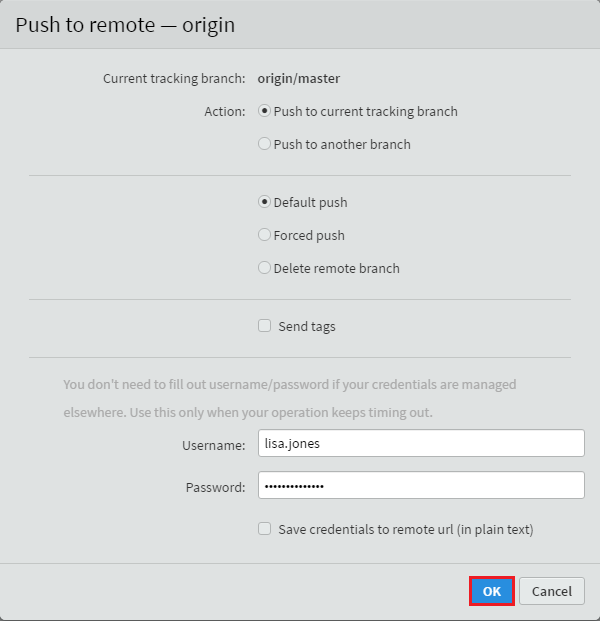 Push to remote — origin
Current tracking branch: origin/master
Action: Push to current tracking branch
Push to another branch
Default push
Forced push
Delete remote branch
Send tags
You don't need to fill out username/password if your credentials are managed
elsewhere. Use this only when your operation keeps timing out.
Username: lisa.jones
Password: ••••••••••••••
Save credentials to remote url (in plain text)
OK Cancel